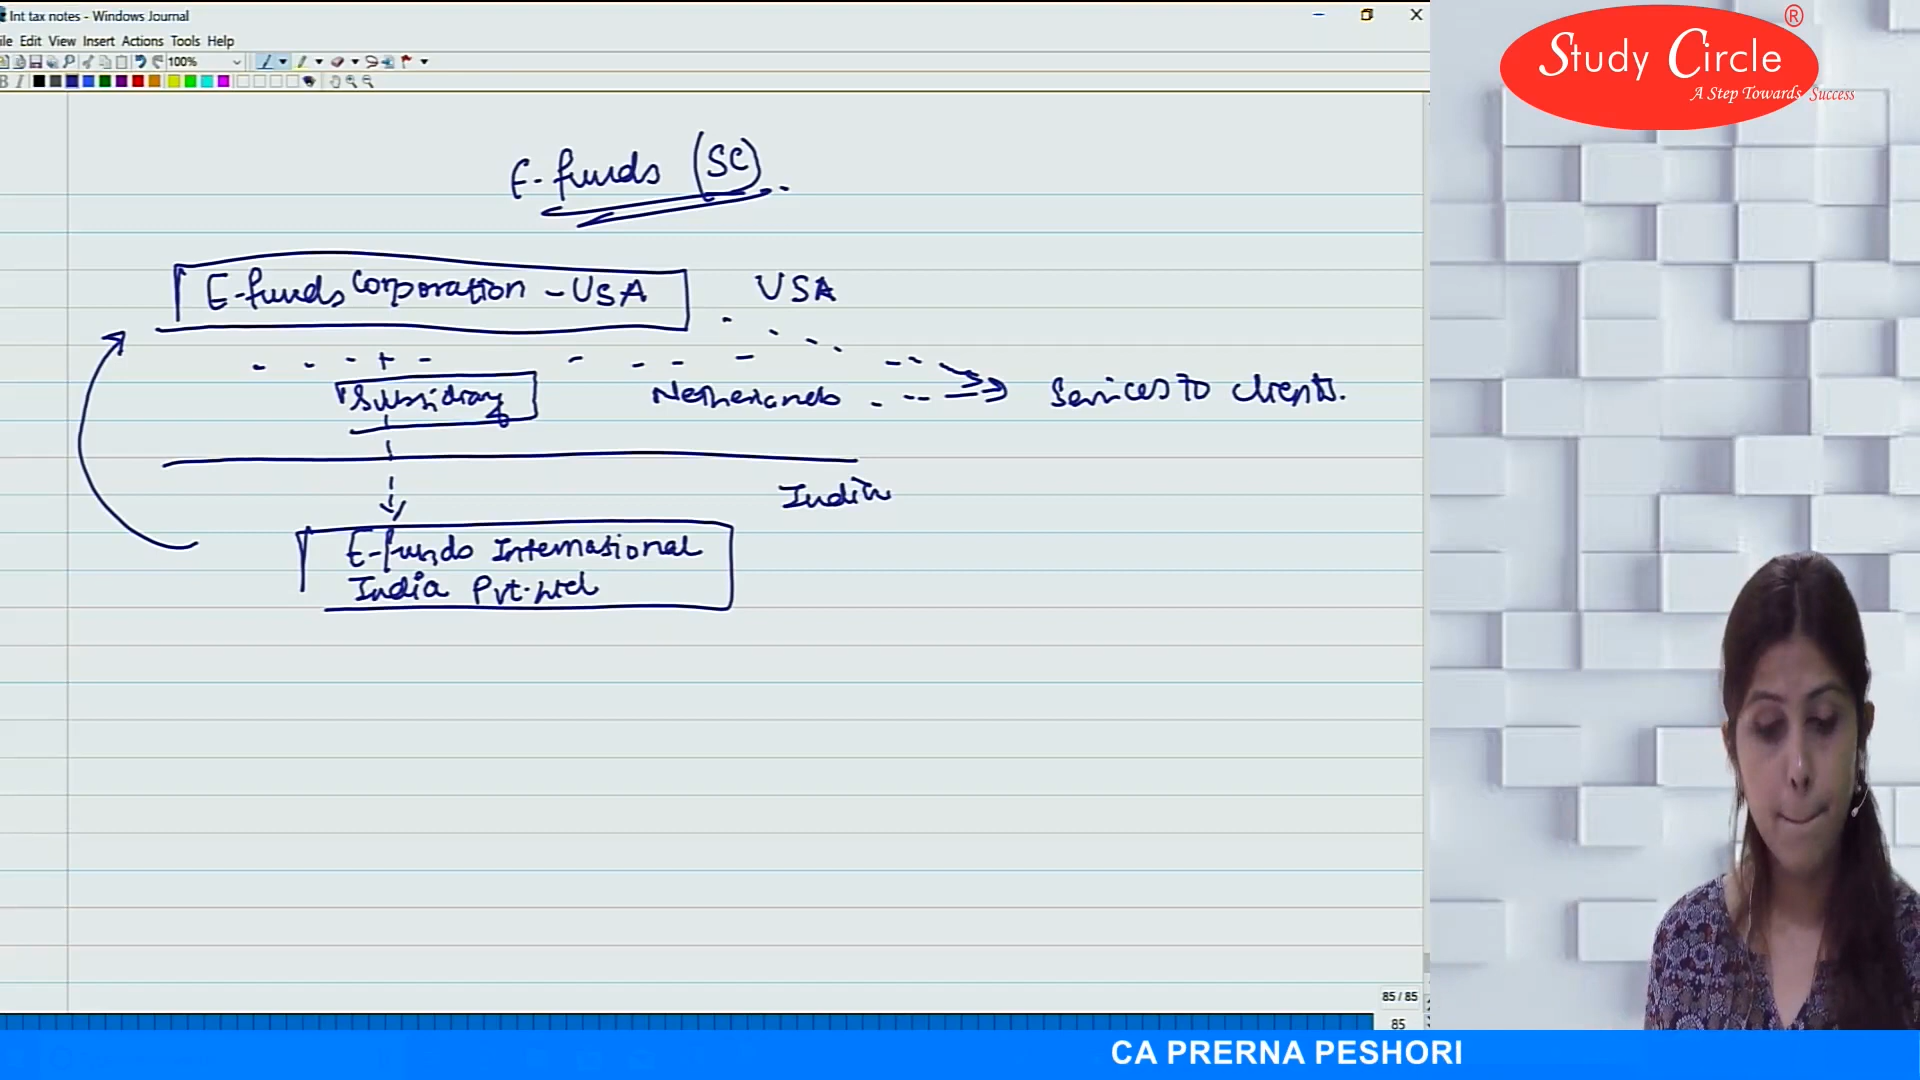 Int tax notes - Windows Journal
ile Edit View Insert Actions Tools Help
100%
B I
Study Circle ®
A Step Towards Success
E-funds (SC)
E-funds Corporation - USA USA
Subsidiary Netherlands Services to clients.
India
E-funds International
India Pvt. Ltd
85 / 85
85
CA PRERNA PESHORI